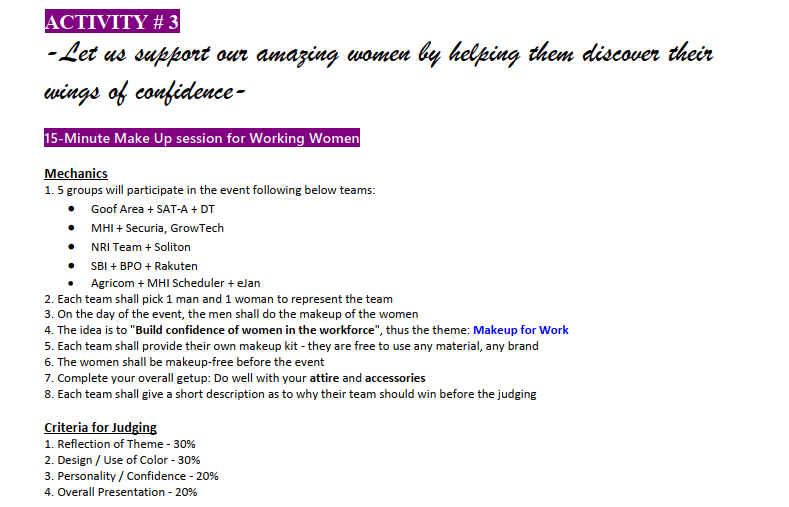 ACTIVITY # 3
-Let us support our amazing women by helping them discover their
wings of confidence-
15-Minute Make Up session for Working Women
Mechanics
1. 5 groups will participate in the event following below teams:
● Goof Area + SAT-A + DT
● MHI + Securia, GrowTech
● NRI Team + Soliton
● SBI + BPO + Rakuten
● Agricom + MHI Scheduler + eJan
2. Each team shall pick 1 man and 1 woman to represent the team
3. On the day of the event, the men shall do the makeup of the women
4. The idea is to "Build confidence of women in the workforce", thus the theme: Makeup for Work
5. Each team shall provide their own makeup kit - they are free to use any material, any brand
6. The women shall be makeup-free before the event
7. Complete your overall getup: Do well with your attire and accessories
8. Each team shall give a short description as to why their team should win before the judging
Criteria for Judging
1. Reflection of Theme - 30%
2. Design / Use of Color - 30%
3. Personality / Confidence - 20%
4. Overall Presentation - 20%